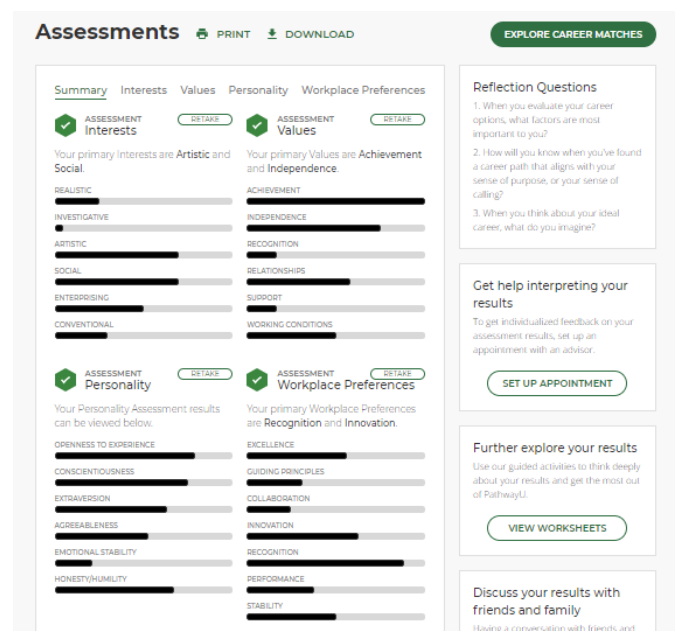 Assessments PRINT DOWNLOAD
EXPLORE CAREER MATCHES
Summary Interests Values Personality Workplace Preferences
ASSESSMENT
Interests
RETAKE
Your primary Interests are Artistic and
Social.
REALISTIC
INVESTIGATIVE
ARTISTIC
SOCIAL
ENTERPRISING
CONVENTIONAL
ASSESSMENT
Values
RETAKE
Your primary Values are Achievement
and Independence.
ACHIEVEMENT
INDEPENDENCE
RECOGNITION
RELATIONSHIPS
SUPPORT
WORKING CONDITIONS
ASSESSMENT
Personality
RETAKE
Your Personality Assessment results
can be viewed below.
OPENNESS TO EXPERIENCE
CONSCIENTIOUSNESS
EXTRAVERSION
AGREEABLENESS
EMOTIONAL STABILITY
HONESTY/HUMILITY
ASSESSMENT
Workplace Preferences
RETAKE
Your primary Workplace Preferences
are Recognition and Innovation.
EXCELLENCE
GUIDING PRINCIPLES
COLLABORATION
INNOVATION
RECOGNITION
PERFORMANCE
STABILITY
Reflection Questions
1. When you evaluate your career
options, what factors are most
important to you?
2. How will you know when you've found
a career path that aligns with your
sense of purpose, or your sense of
calling?
3. When you think about your ideal
career, what do you imagine?
Get help interpreting your
results
To get individualized feedback on your
assessment results, set up an
appointment with an advisor.
SET UP APPOINTMENT
Further explore your results
Use our guided activities to think deeply
about your results and get the most out
of PathwayU.
VIEW WORKSHEETS
Discuss your results with
friends and family
Having a conversation with friends and